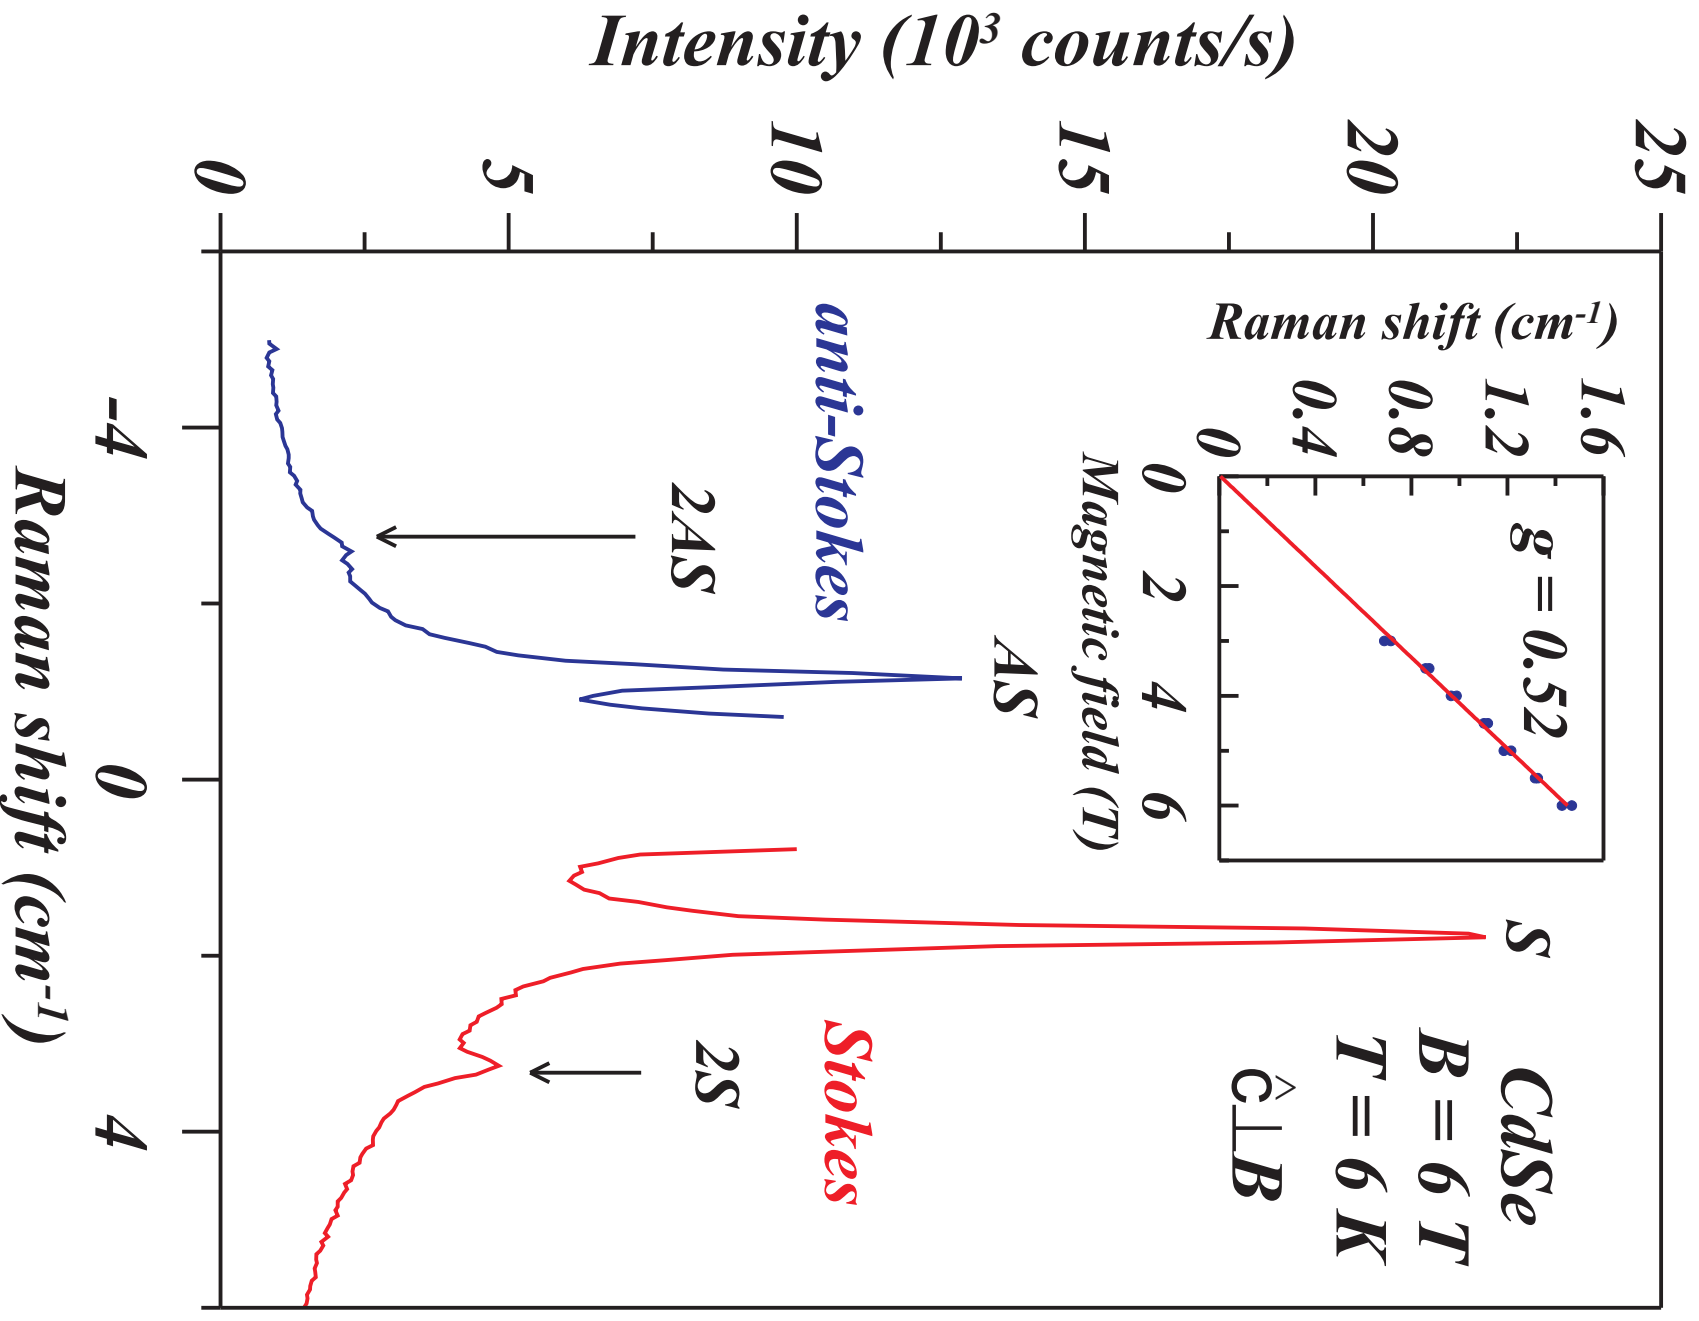 Intensity (10³ counts/s)
25
20
15
10
5
0
Raman shift (cm⁻¹)
1.6
1.2
0.8
0.4
0
g = 0.52
0 2 4 6
Magnetic field (T)
S
CdSe
B = 6 T
T = 6 K
ĉ⊥B
AS
anti-Stokes
Stokes
2AS
2S
-4 0 4
Raman shift (cm⁻¹)